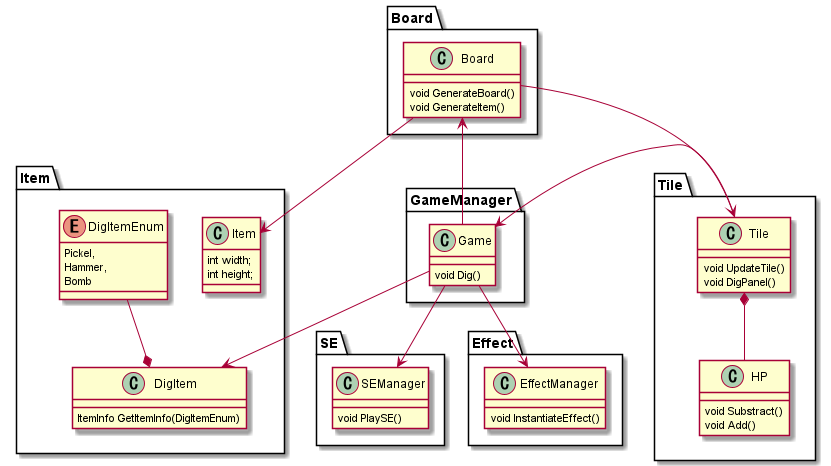 Board
C Board
void GenerateBoard()
void GenerateItem()
Item
E DigItemEnum
Pickel,
Hammer,
Bomb
C Item
int width;
int height;
C DigItem
ItemInfo GetItemInfo(DigItemEnum)
GameManager
C Game
void Dig()
SE
C SEManager
void PlaySE()
Effect
C EffectManager
void InstantiateEffect()
Tile
C Tile
void UpdateTile()
void DigPanel()
C HP
void Substract()
void Add()